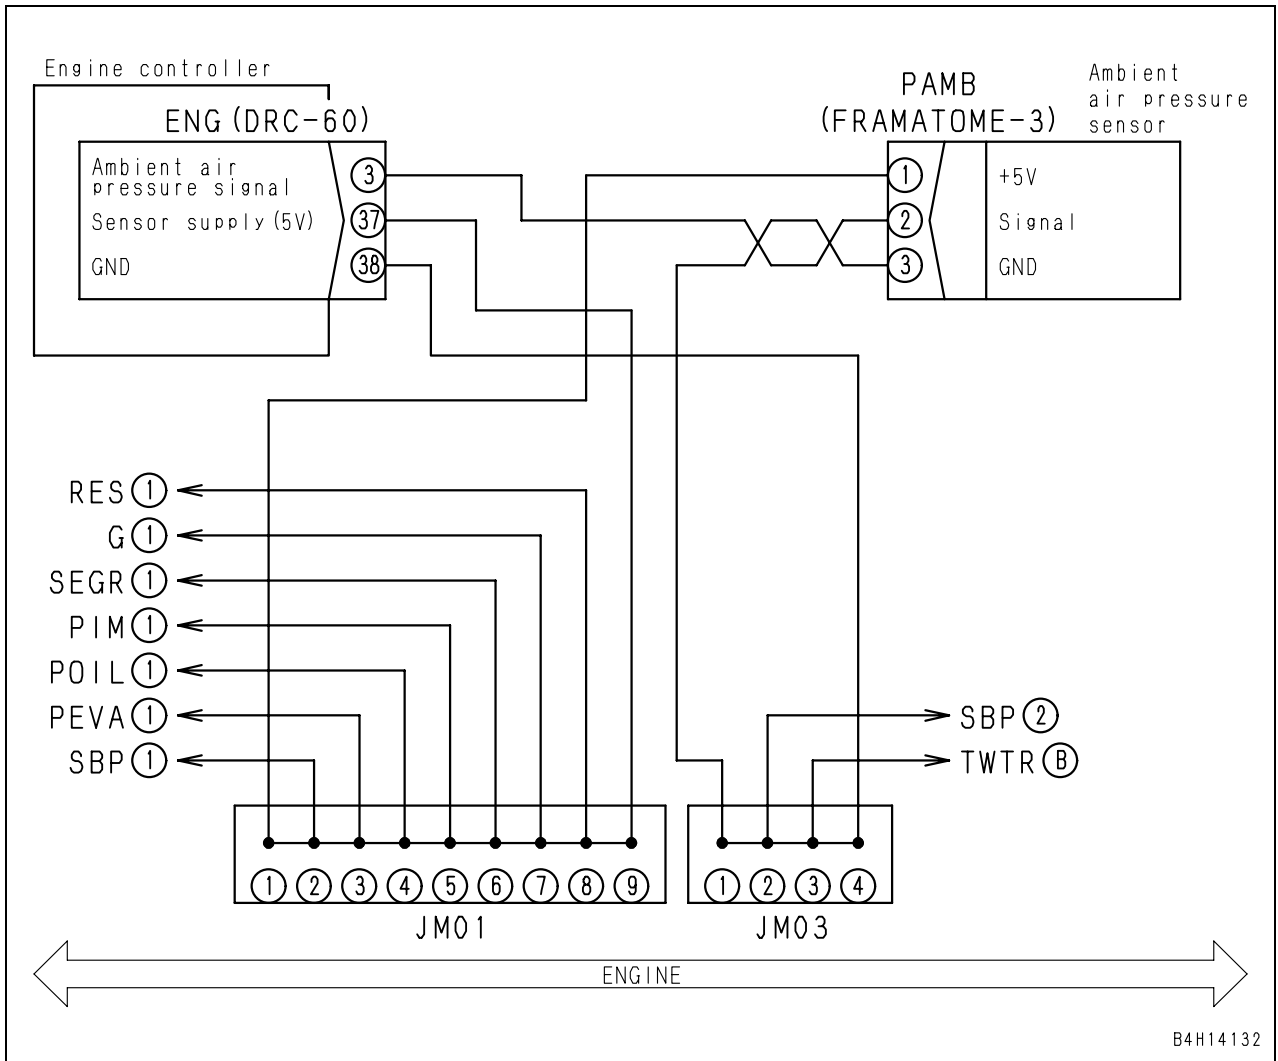 Engine controller
ENG (DRC-60)
Ambient air
pressure signal
Sensor supply (5V)
GND
3
37
38
PAMB
(FRAMATOME-3)
Ambient
air pressure
sensor
1
2
3
+5V
Signal
GND
RES 1
G 1
SEGR 1
PIM 1
POIL 1
PEVA 1
SBP 1
SBP 2
TWTR B
1 2 3 4 5 6 7 8 9
JM01
1 2 3 4
JM03
ENGINE
B4H14132